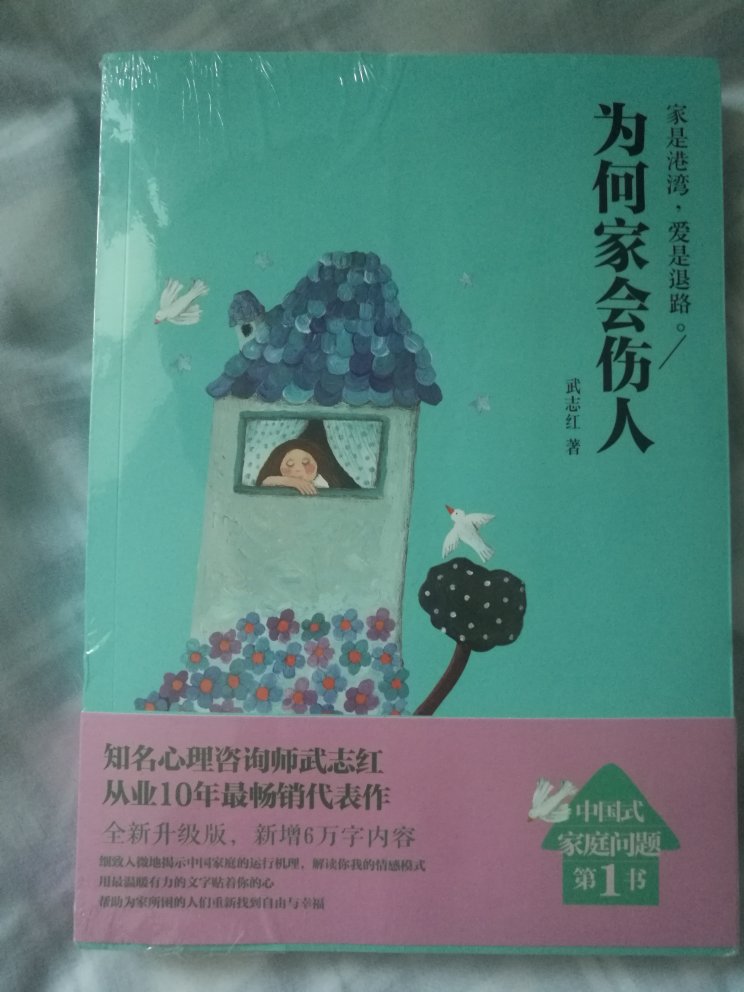 家是港湾，爱是退路。
为何家会伤人
武志红 著
知名心理咨询师武志红
从业10年最畅销代表作
全新升级版，新增6万字内容
细致入微地揭示中国家庭的运行机理，解读你我的情感模式
用最温暖有力的文字贴着你的心
帮助为家所困的人们重新找到自由与幸福
中国式
家庭问题
第1书